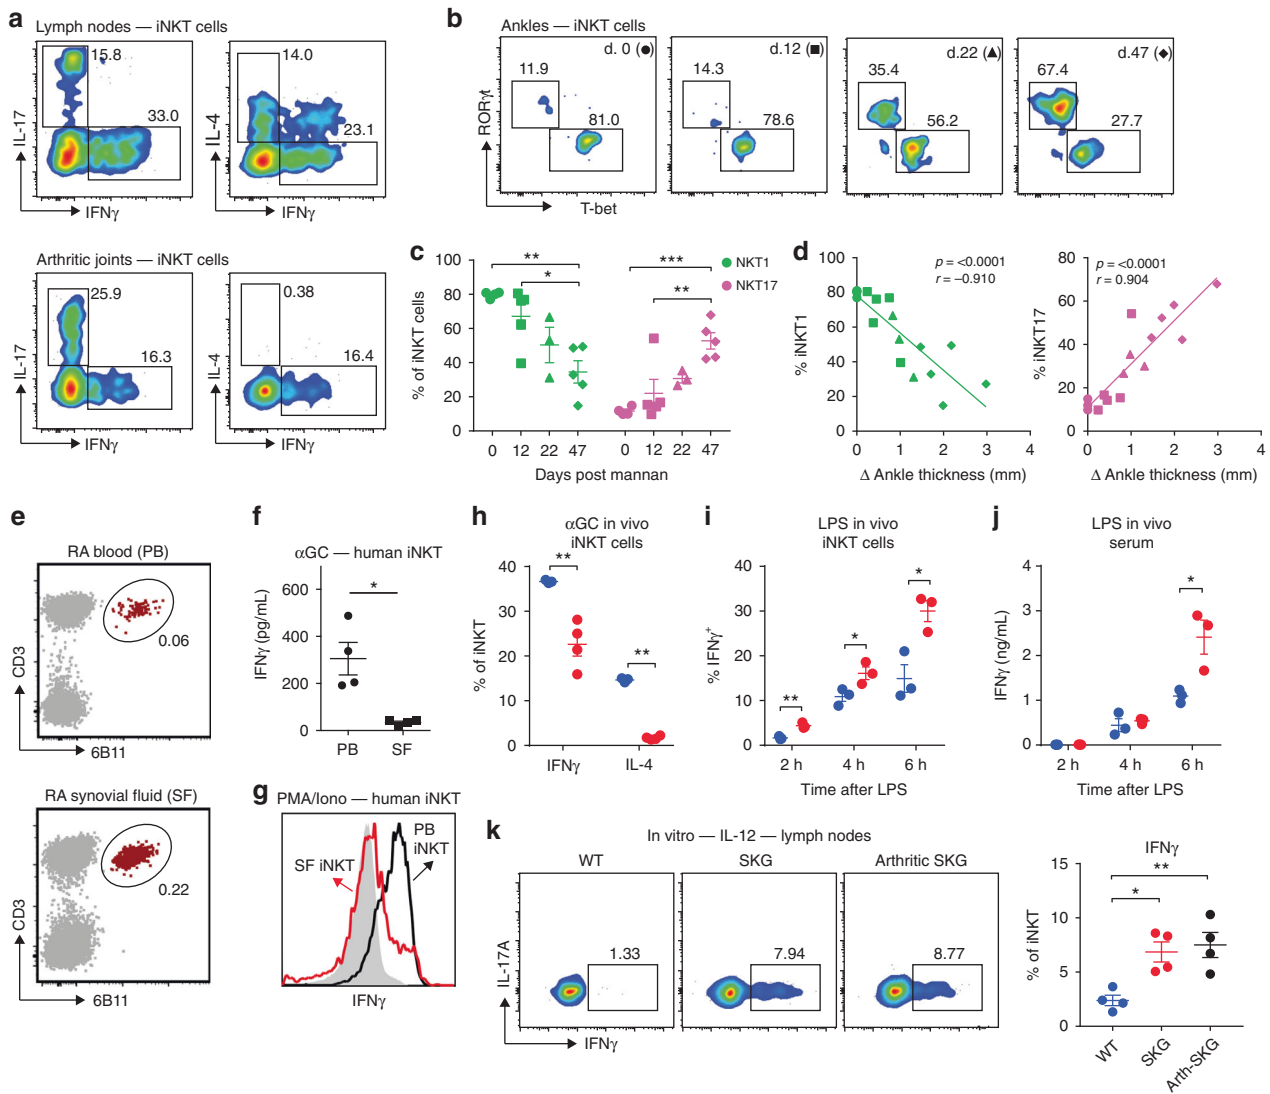 a
Lymph nodes — iNKT cells
15.8
33.0
IL-17
IFNγ
14.0
23.1
IL-4
IFNγ
Arthritic joints — iNKT cells
25.9
16.3
IL-17
IFNγ
0.38
16.4
IL-4
IFNγ
b
Ankles — iNKT cells
d. 0 (●)
11.9
81.0
d.12 (■)
14.3
78.6
d.22 (▲)
35.4
56.2
d.47 (◆)
67.4
27.7
RORγt
T-bet
c
100
80
60
40
20
0
% of iNKT cells
**
*
***
**
NKT1
NKT17
0 12 22 47 0 12 22 47
Days post mannan
d
100
80
60
40
20
0
% iNKT1
p = <0.0001
r = −0.910
0 1 2 3 4
Δ Ankle thickness (mm)
80
60
40
20
0
% iNKT17
p = <0.0001
r = 0.904
0 1 2 3 4
Δ Ankle thickness (mm)
e
RA blood (PB)
0.06
CD3
6B11
RA synovial fluid (SF)
0.22
CD3
6B11
f
αGC — human iNKT
600
400
200
0
IFNγ (pg/mL)
*
PB SF
g
PMA/Iono — human iNKT
SF iNKT
PB
iNKT
IFNγ
h
αGC in vivo
iNKT cells
40
30
20
10
0
% of iNKT
**
**
IFNγ IL-4
i
LPS in vivo
iNKT cells
40
30
20
10
0
% IFNγ+
**
*
*
2 h 4 h 6 h
Time after LPS
j
LPS in vivo
serum
4
3
2
1
0
IFNγ (ng/mL)
*
2 h 4 h 6 h
Time after LPS
k
In vitro — IL-12 — lymph nodes
WT
SKG
Arthritic SKG
1.33
7.94
8.77
IL-17A
IFNγ
IFNγ
15
10
5
0
% of iNKT
*
**
WT
SKG
Arth-SKG